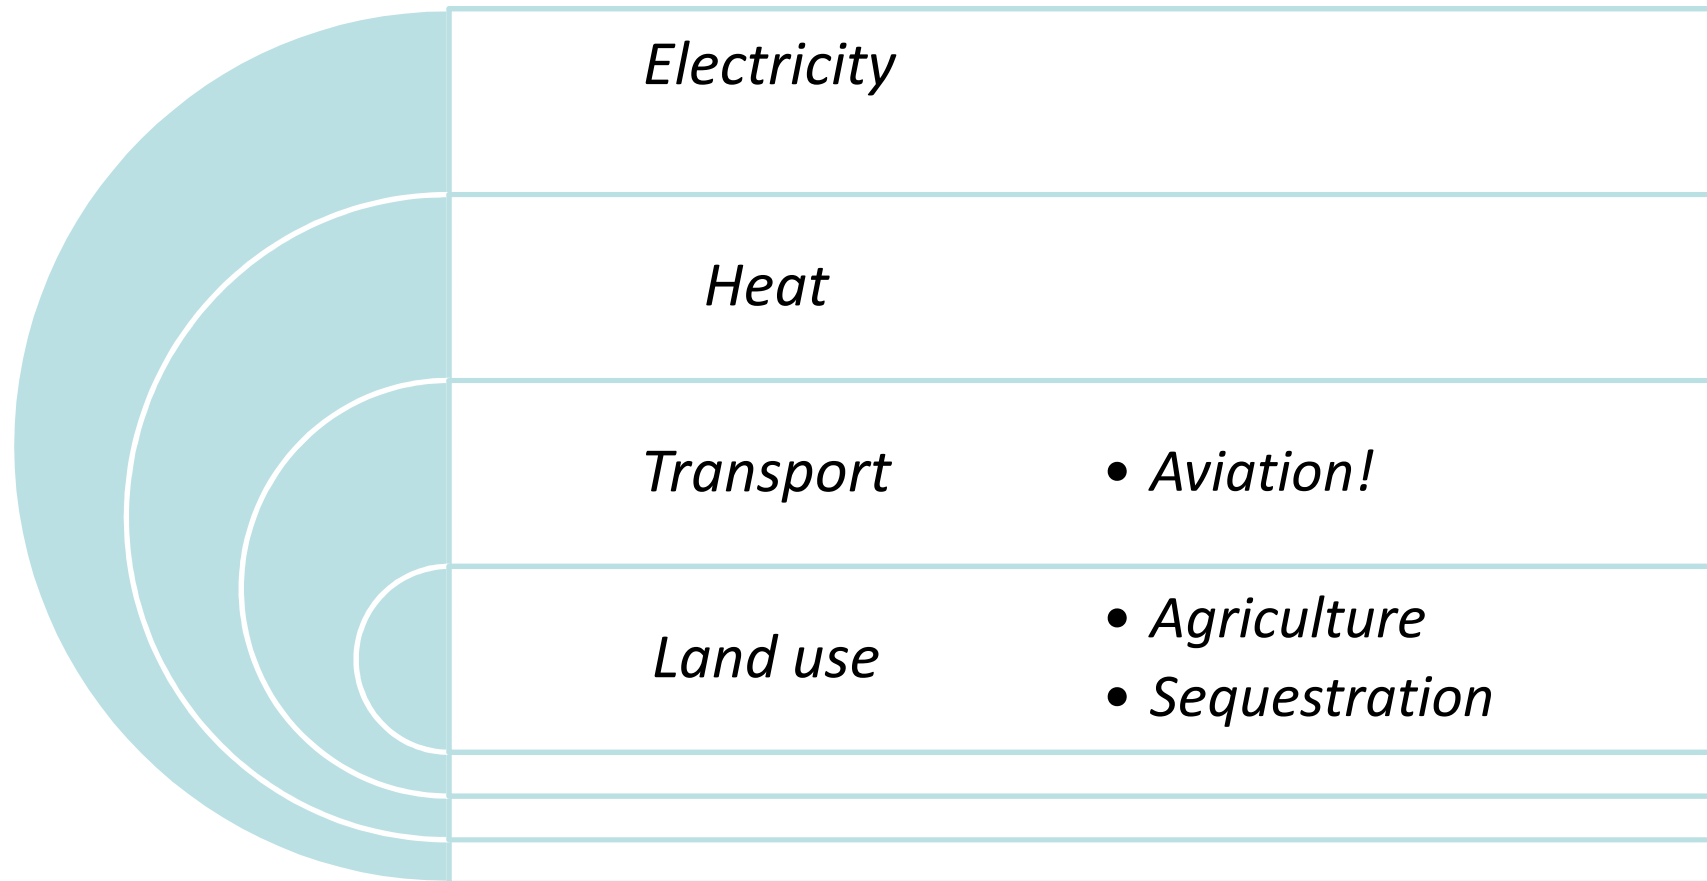 Electricity
Heat
Transport
• Aviation!
Land use
• Agriculture
• Sequestration